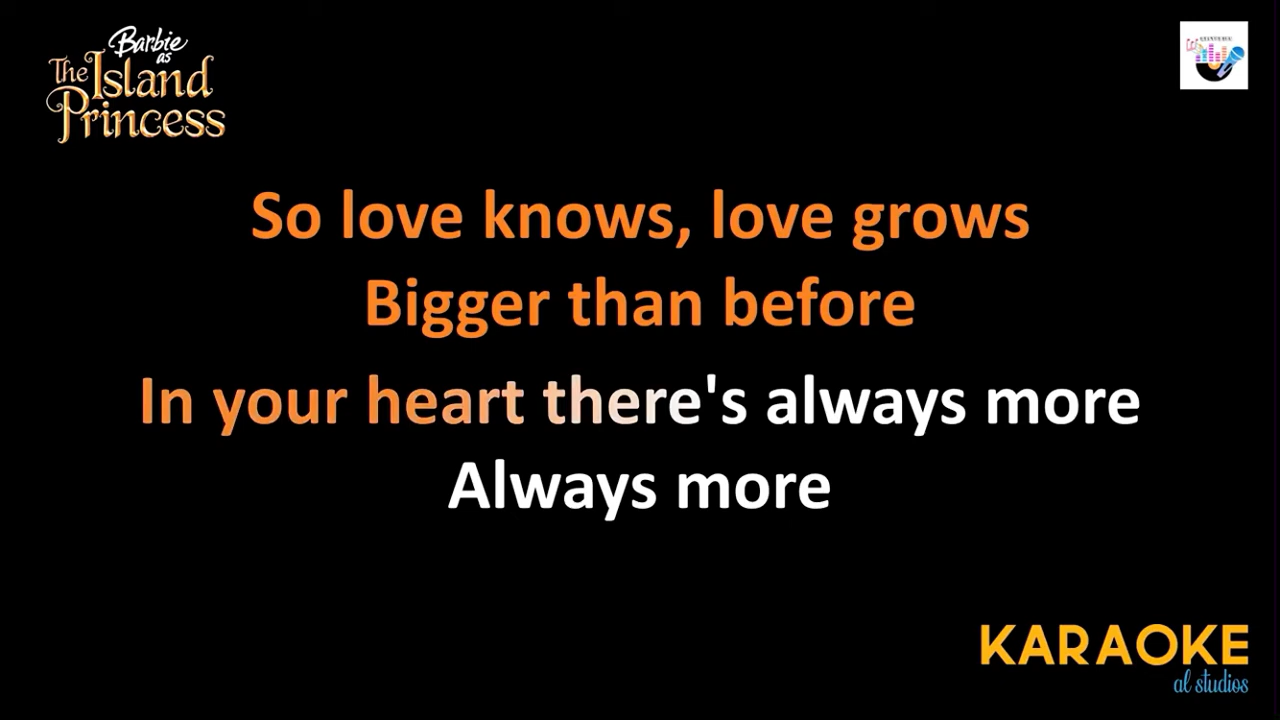 Barbie
as
The Island
Princess
So love knows, love grows
Bigger than before
In your heart there's always more
Always more
KARAOKE
al studios